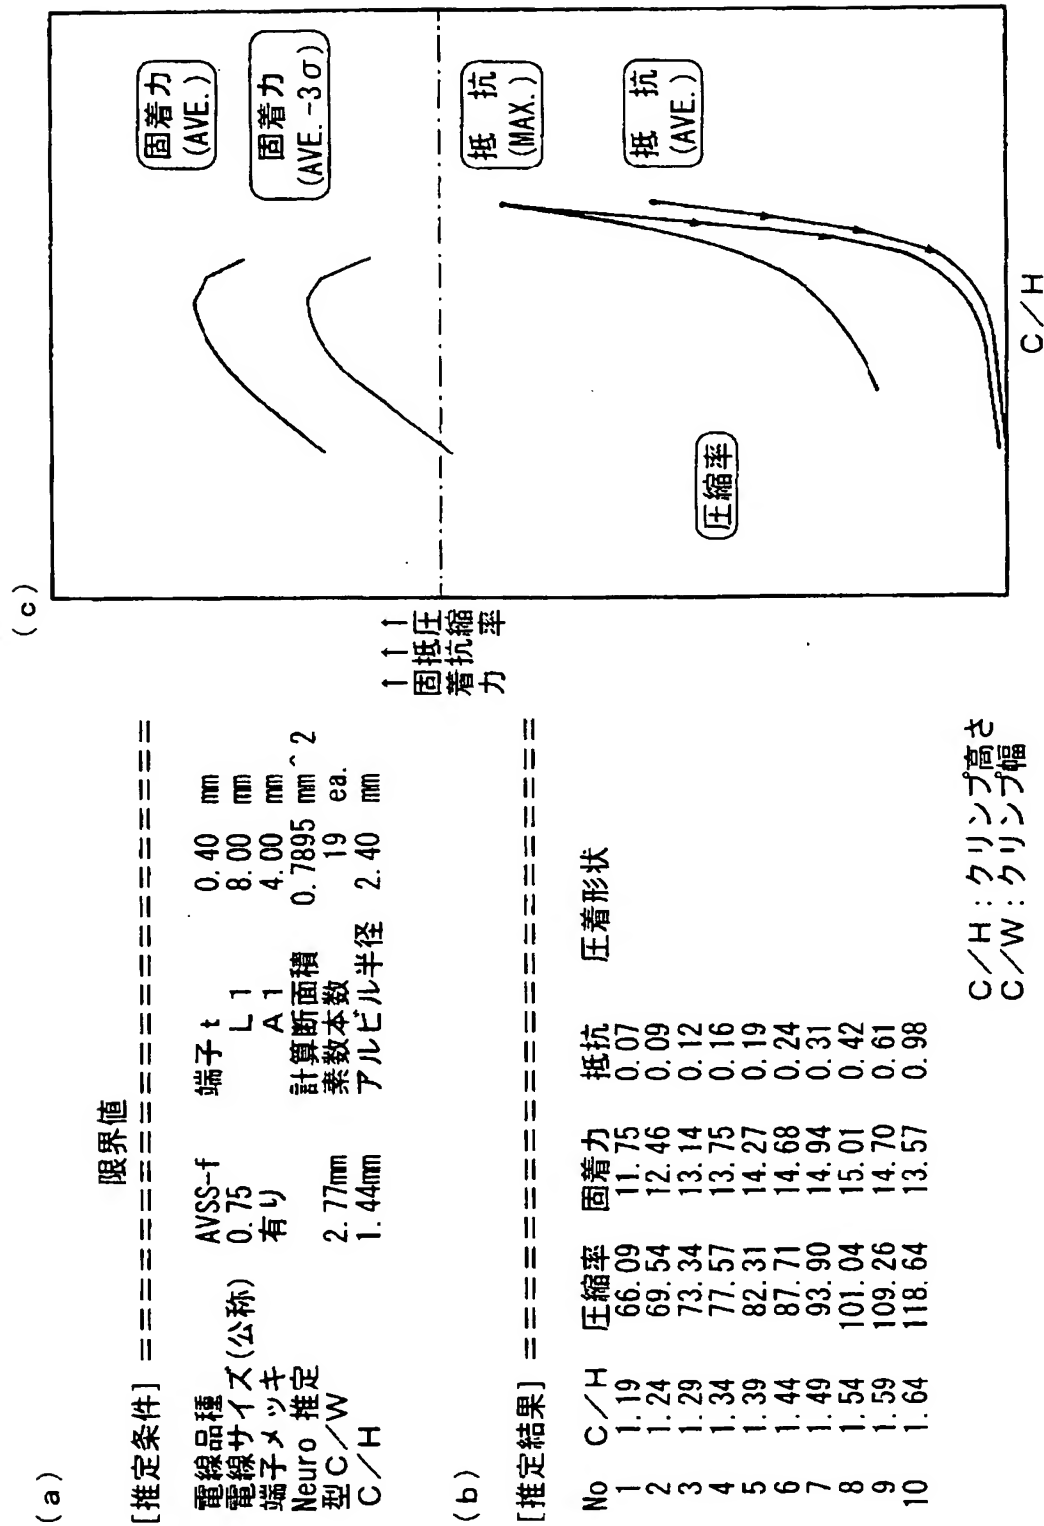 (a)
限界値
[推定条件] ==============================
電線品種 AVSS-f 端子 t 0.40 mm
電線サイズ(公称) 0.75 L1 8.00 mm
端子メッキ 有り A1 4.00 mm
Neuro 推定 計算断面積 0.7895 mm^2
型C/W 2.77mm 素数本数 19 ea.
C/H 1.44mm アルビル半径 2.40 mm
(b)
[推定結果] ==============================
No C/H 圧縮率 固着力 抵抗 圧着形状
1 1.19 66.09 11.75 0.07
2 1.24 69.54 12.46 0.09
3 1.29 73.34 13.14 0.12
4 1.34 77.57 13.75 0.16
5 1.39 82.31 14.27 0.19
6 1.44 87.71 14.68 0.24
7 1.49 93.90 14.94 0.31
8 1.54 101.04 15.01 0.42
9 1.59 109.26 14.70 0.61
10 1.64 118.64 13.57 0.98
C/H:クリンプ高さ
C/W:クリンプ幅
(c)
↑固着力
↑抵抗
↑圧縮率
固着力
(AVE.)
固着力
(AVE.-3σ)
抵抗
(MAX.)
抵抗
(AVE.)
圧縮率
C/H